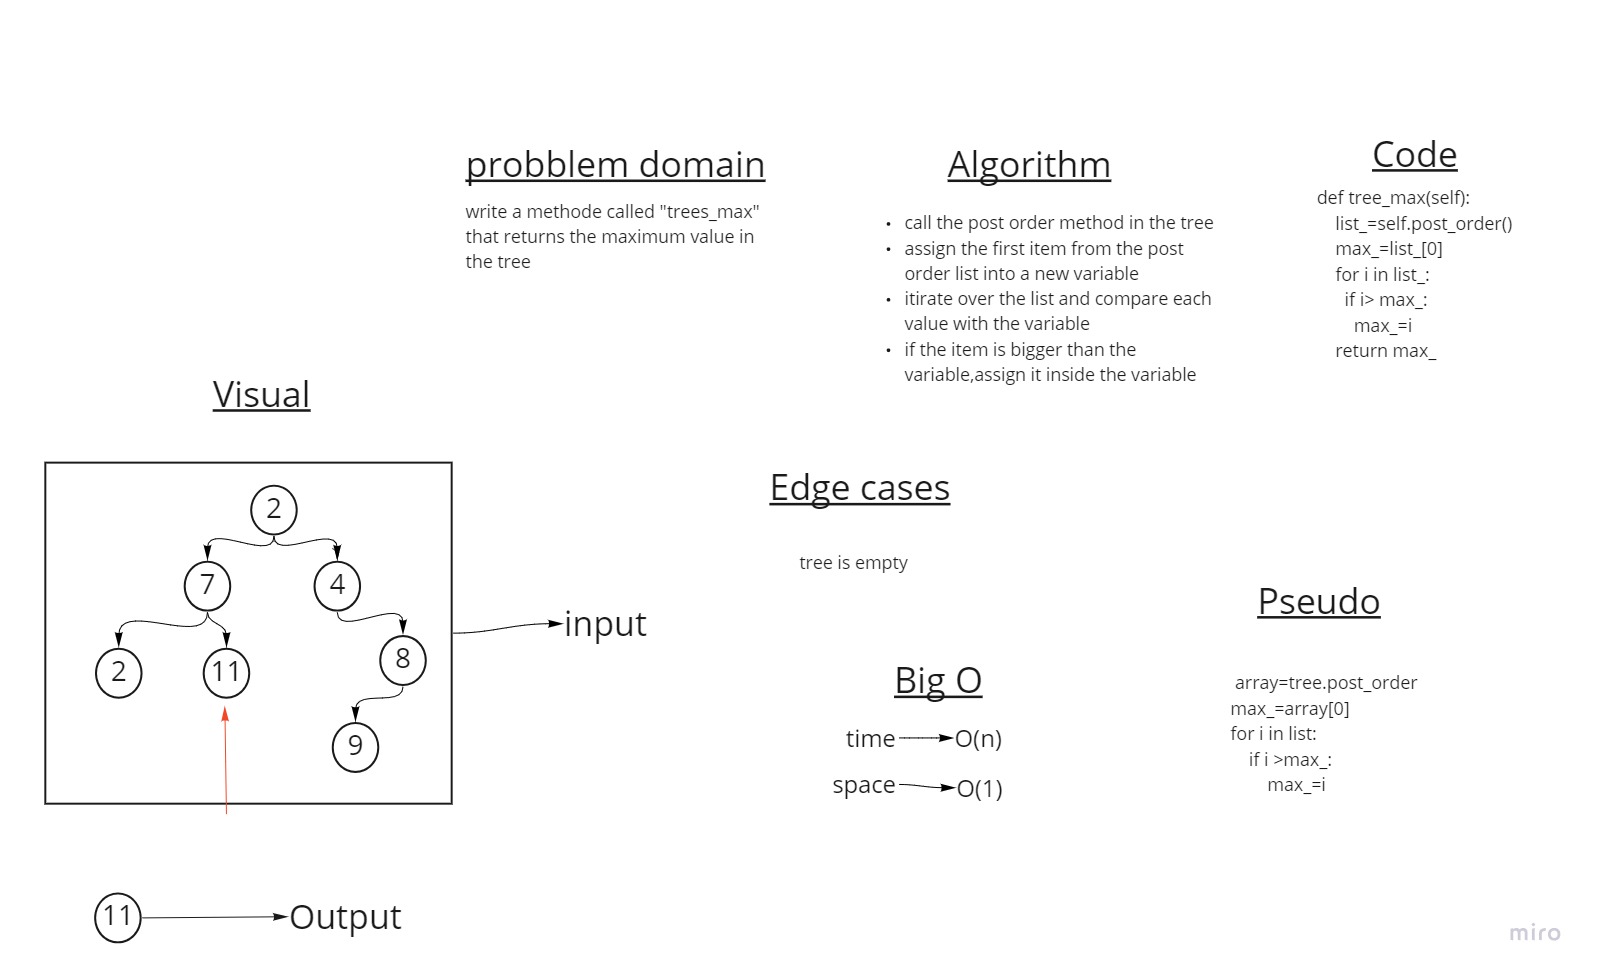 probblem domain
write a methode called "trees_max"
that returns the maximum value in
the tree
Algorithm
• call the post order method in the tree
• assign the first item from the post
order list into a new variable
• itirate over the list and compare each
value with the variable
• if the item is bigger than the
variable,assign it inside the variable
Code
def tree_max(self):
list_=self.post_order()
max_=list_[0]
for i in list_:
if i> max_:
max_=i
return max_
Visual
2
7 4
2 11 8
9
input
11 Output
Edge cases
tree is empty
Big O
time O(n)
space O(1)
Pseudo
array=tree.post_order
max_=array[0]
for i in list:
if i >max_:
max_=i
miro